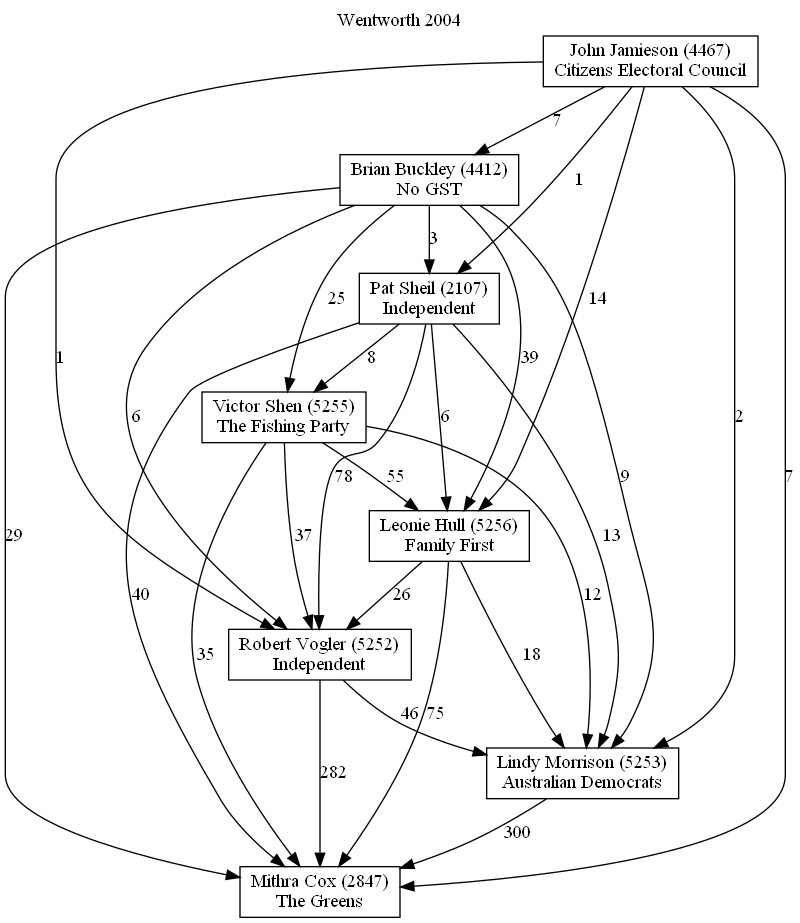 Wentworth 2004
John Jamieson (4467)
Citizens Electoral Council
7
Brian Buckley (4412)
No GST
1
3
Pat Sheil (2107)
Independent
25
14
1
39
8
Victor Shen (5255)
The Fishing Party
6
6
2
78
55
9
7
Leonie Hull (5256)
Family First
29
37
13
40
26
12
Robert Vogler (5252)
Independent
35
18
46
75
Lindy Morrison (5253)
Australian Democrats
282
300
Mithra Cox (2847)
The Greens